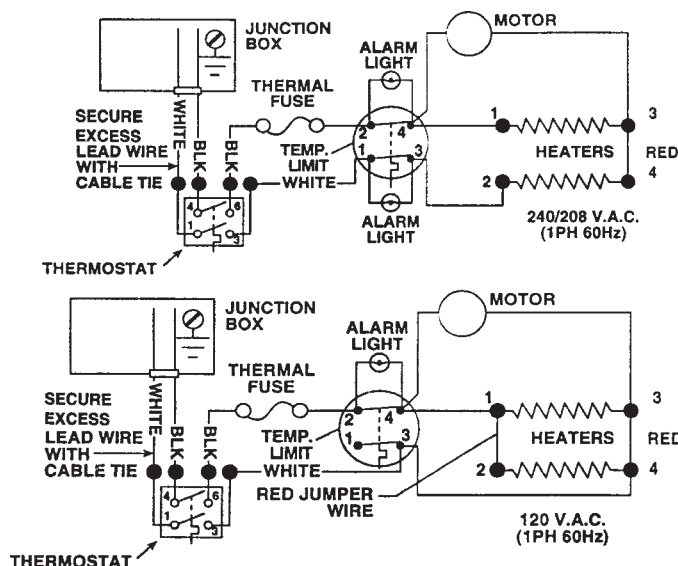 JUNCTION
BOX
MOTOR
ALARM
LIGHT
THERMAL
FUSE
WHITE
SECURE
EXCESS
LEAD WIRE
WITH
CABLE TIE
BLK
BLK
TEMP.
LIMIT
WHITE
2
4
1
3
1
3
HEATERS
RED
2
4
ALARM
LIGHT
240/208 V.A.C.
(1PH 60Hz)
4
6
1
3
THERMOSTAT
JUNCTION
BOX
MOTOR
ALARM
LIGHT
THERMAL
FUSE
WHITE
SECURE
EXCESS
LEAD WIRE
WITH
CABLE TIE
BLK
BLK
TEMP.
LIMIT
WHITE
2
4
1
3
1
3
HEATERS
RED
2
4
RED JUMPER
WIRE
120 V.A.C.
(1PH 60Hz)
4
6
1
3
THERMOSTAT